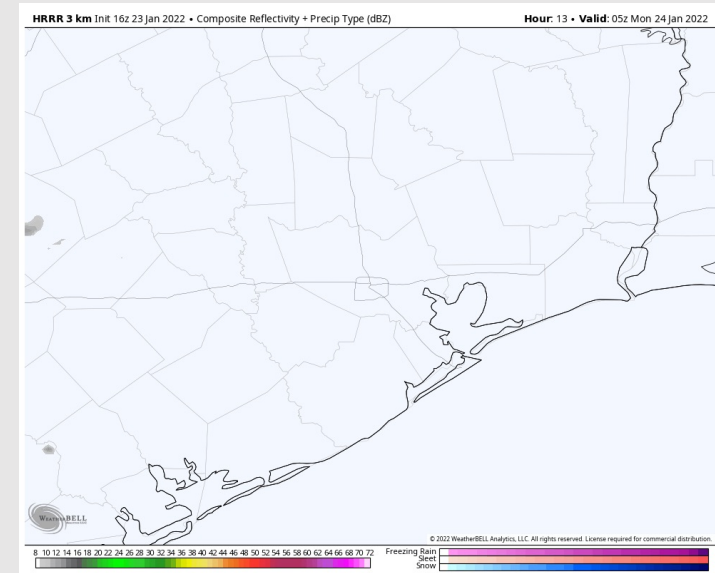 HRRR 3 km Init 16z 23 Jan 2022 • Composite Reflectivity + Precip Type (dBZ) Hour: 13 • Valid: 05z Mon 24 Jan 2022
WEATHERBELL
© 2022 WeatherBELL Analytics, LLC. All rights reserved. License required for commercial distribution.
8 10 12 14 16 18 20 22 24 26 28 30 32 34 36 38 40 42 44 46 48 50 52 54 56 58 60 62 64 66 68 70 72
Freezing Rain
Sleet
Snow